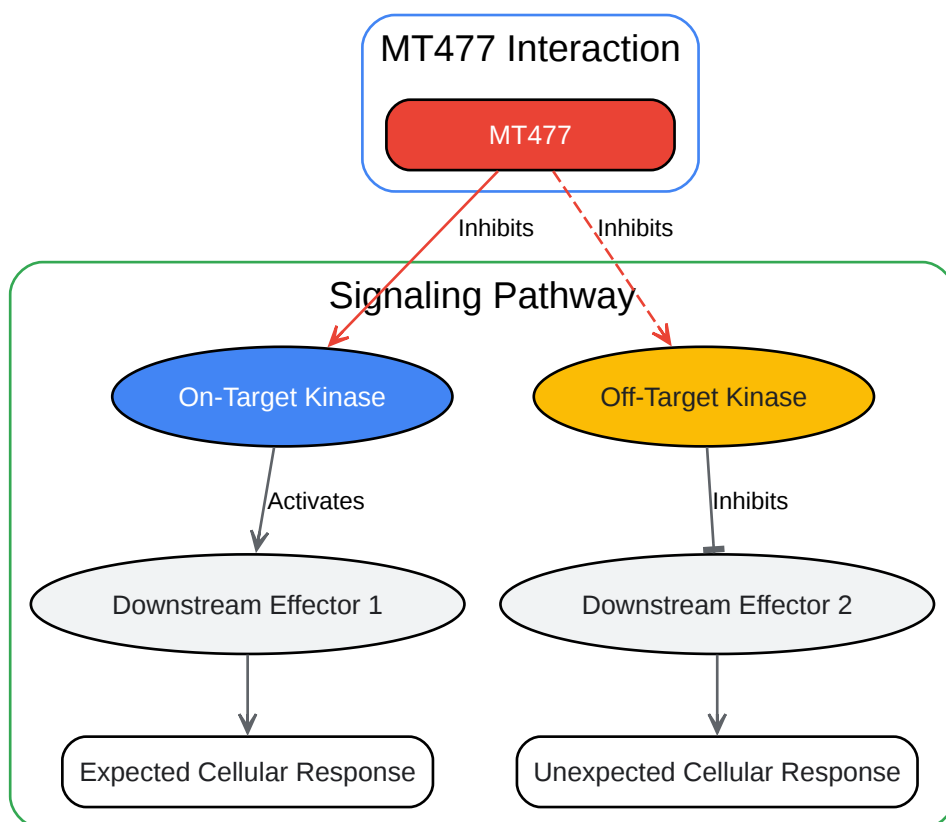 MT477 Interaction
MT477
Inhibits
Inhibits
Signaling Pathway
On-Target Kinase
Off-Target Kinase
Activates
Inhibits
Downstream Effector 1
Downstream Effector 2
Expected Cellular Response
Unexpected Cellular Response